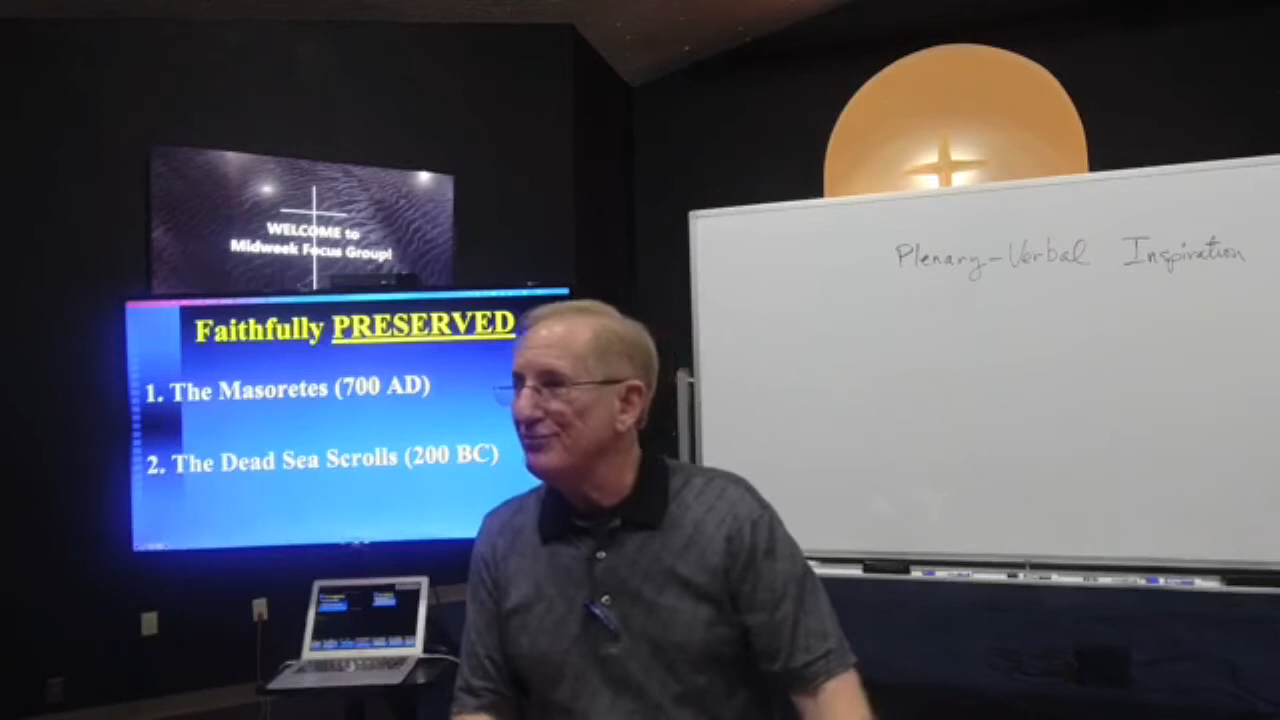 WELCOME to
Midweek Focus Group!
Faithfully PRESERVED
1. The Masoretes (700 AD)
2. The Dead Sea Scrolls (200 BC)
Plenary-Verbal Inspiration